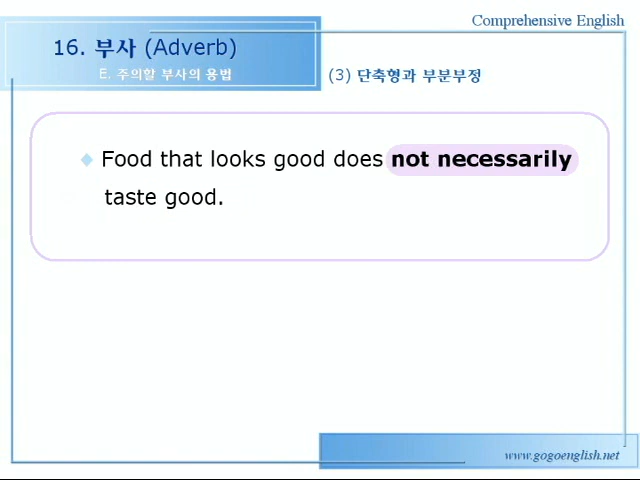 Comprehensive English
16. 부사 (Adverb)
E. 주의할 부사의 용법
(3) 단축형과 부분부정
Food that looks good does not necessarily
taste good.
www.gogoenglish.net